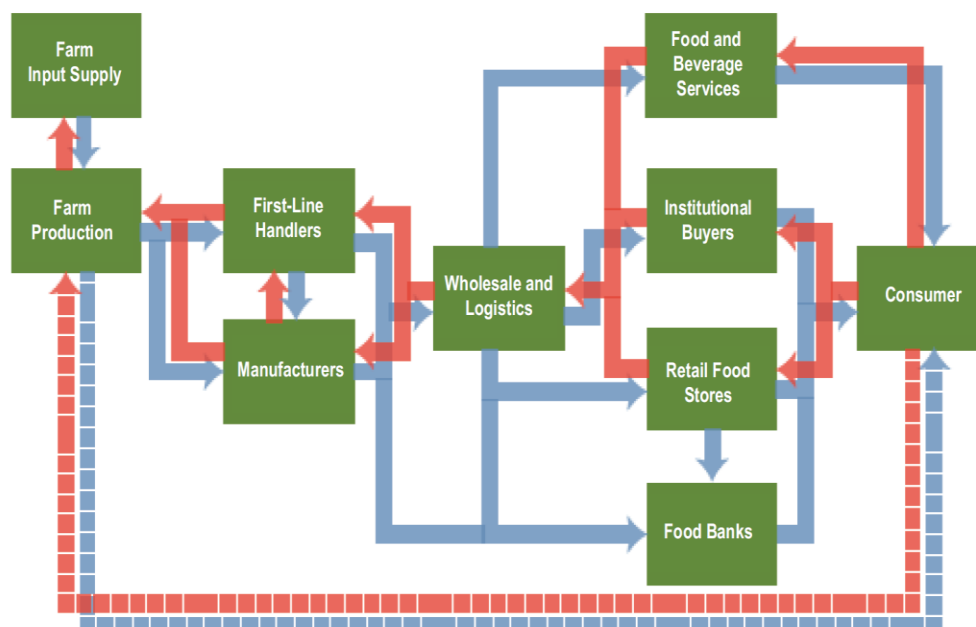 Farm
Input Supply
Food and
Beverage
Services
Farm
Production
First-Line
Handlers
Institutional
Buyers
Wholesale and
Logistics
Consumer
Manufacturers
Retail Food
Stores
Food Banks